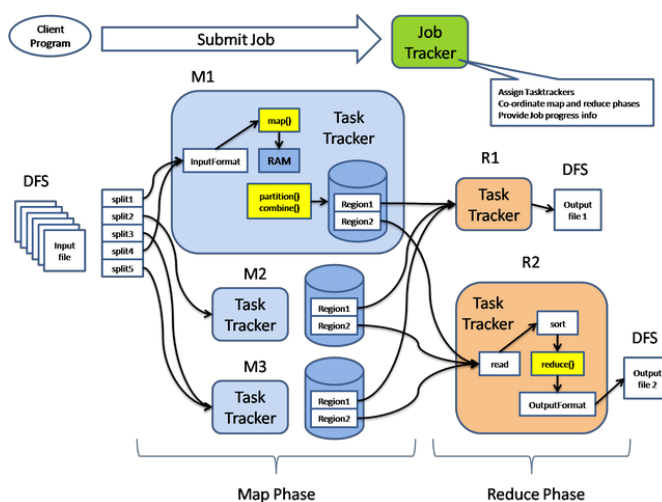 Client
Program
Submit Job
Job
Tracker
Assign Tasktrackers
Co-ordinate map and reduce phases
Provide Job progress info
M1
Task
Tracker
map()
InputFormat
RAM
partition()
combine()
Region1
Region2
DFS
Input
file
split1
split2
split3
split4
split5
M2
Task
Tracker
Region1
Region2
M3
Task
Tracker
Region1
Region2
R1
Task
Tracker
DFS
Output
file 1
R2
Task
Tracker
sort
read
reduce()
OutputFormat
DFS
Output
file 2
Map Phase
Reduce Phase